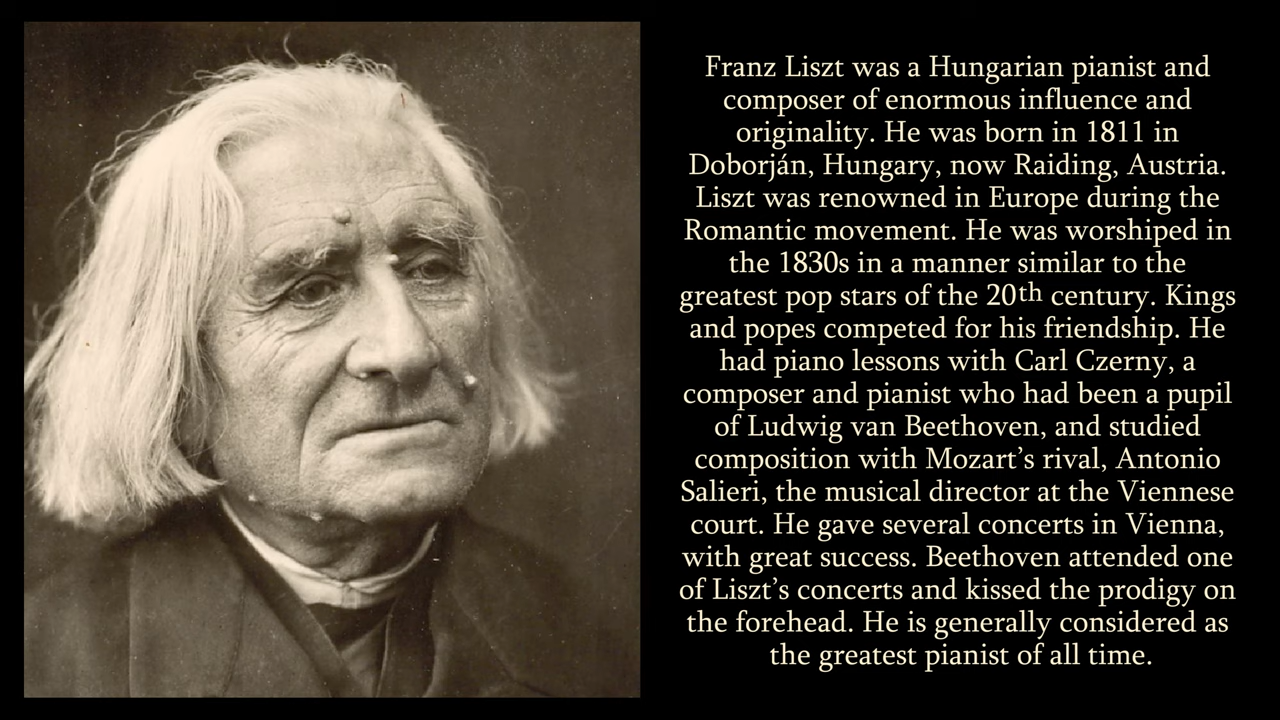 Franz Liszt was a Hungarian pianist and
composer of enormous influence and
originality. He was born in 1811 in
Doborján, Hungary, now Raiding, Austria.
Liszt was renowned in Europe during the
Romantic movement. He was worshiped in
the 1830s in a manner similar to the
greatest pop stars of the 20th century. Kings
and popes competed for his friendship. He
had piano lessons with Carl Czerny, a
composer and pianist who had been a pupil
of Ludwig van Beethoven, and studied
composition with Mozart's rival, Antonio
Salieri, the musical director at the Viennese
court. He gave several concerts in Vienna,
with great success. Beethoven attended one
of Liszt's concerts and kissed the prodigy on
the forehead. He is generally considered as
the greatest pianist of all time.